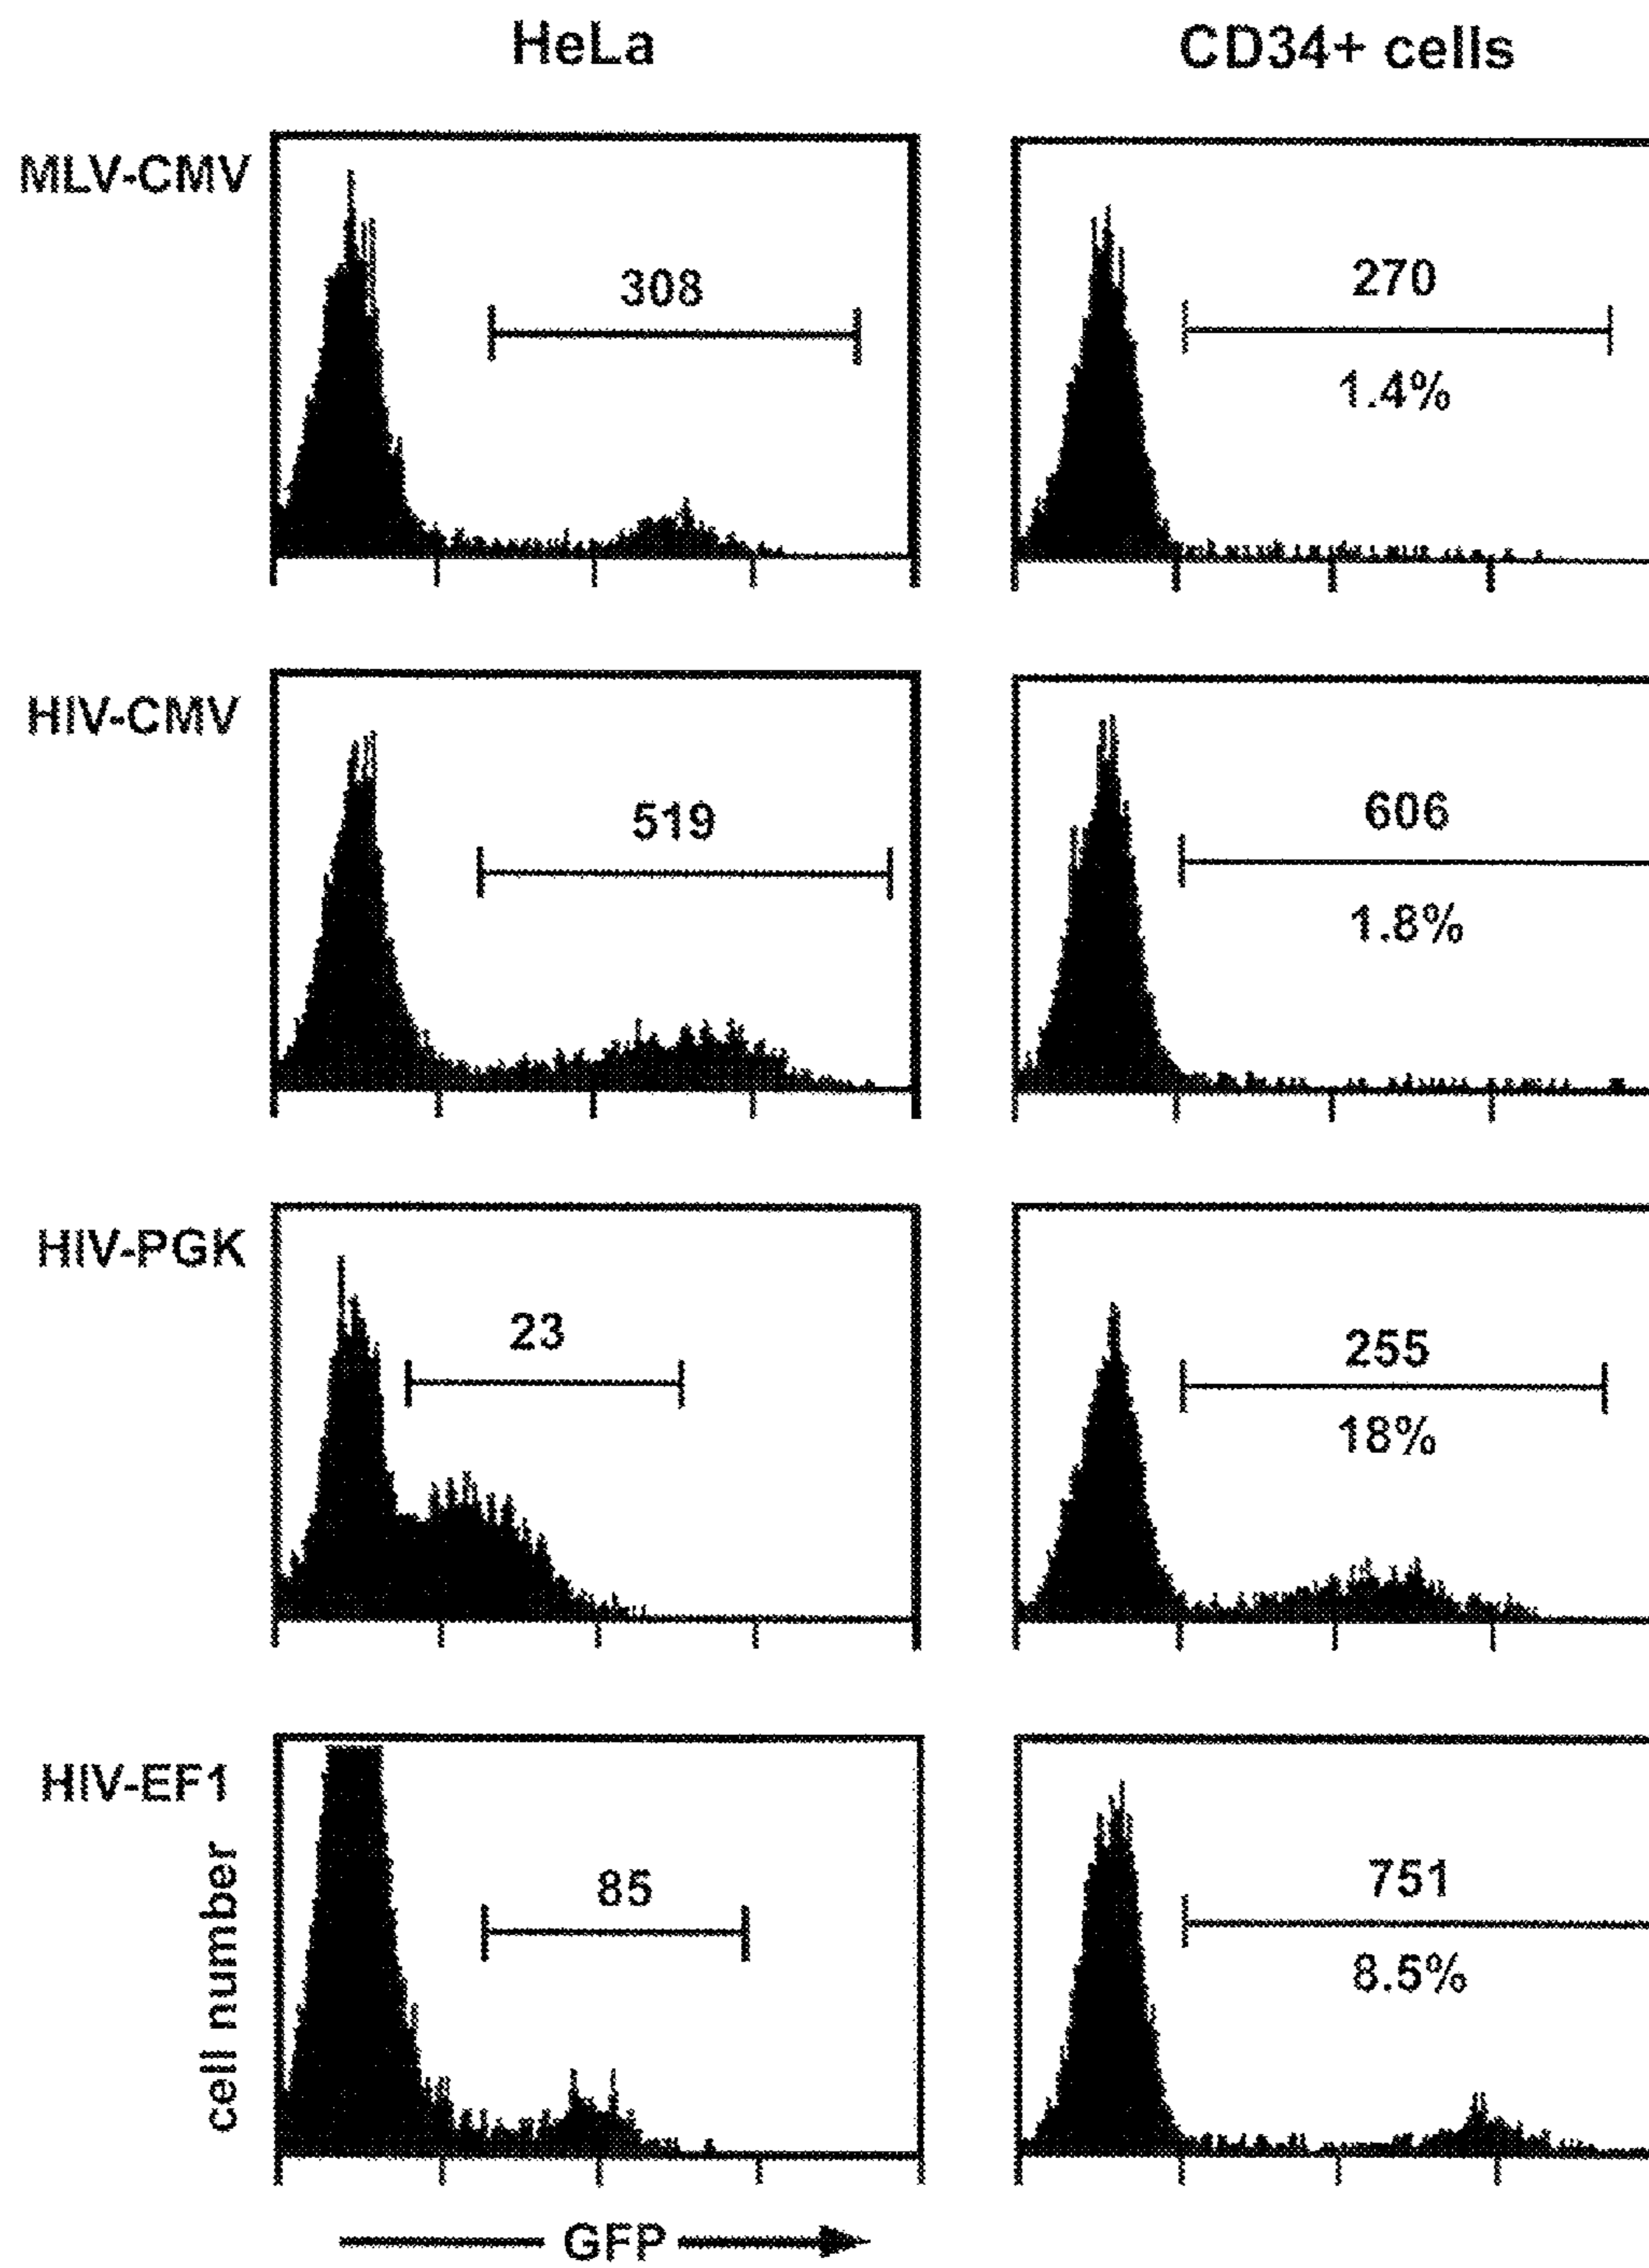 HeLa
CD34+ cells
MLV-CMV
308
270
1.4%
HIV-CMV
519
606
1.8%
HIV-PGK
23
255
18%
HIV-EF1
85
751
8.5%
cell number
GFP